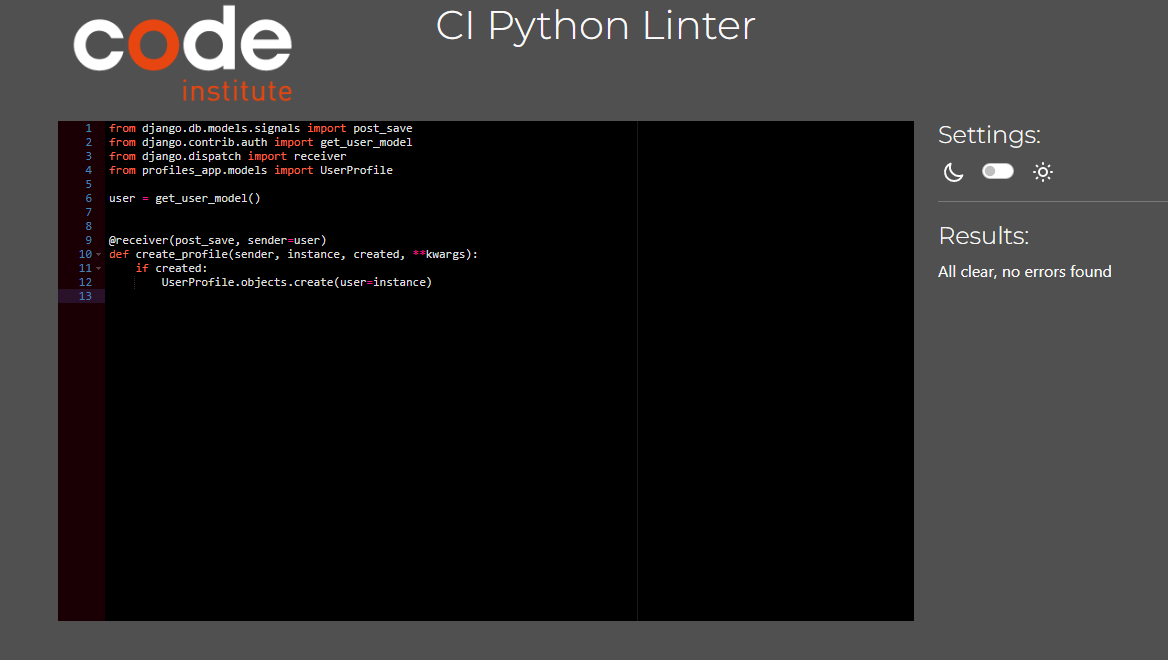 code
institute
CI Python Linter
1 from django.db.models.signals import post_save
2 from django.contrib.auth import get_user_model
3 from django.dispatch import receiver
4 from profiles_app.models import UserProfile
5
6 user = get_user_model()
7
8
9 @receiver(post_save, sender=user)
10 def create_profile(sender, instance, created, **kwargs):
11     if created:
12         UserProfile.objects.create(user=instance)
13
Settings:
Results:
All clear, no errors found